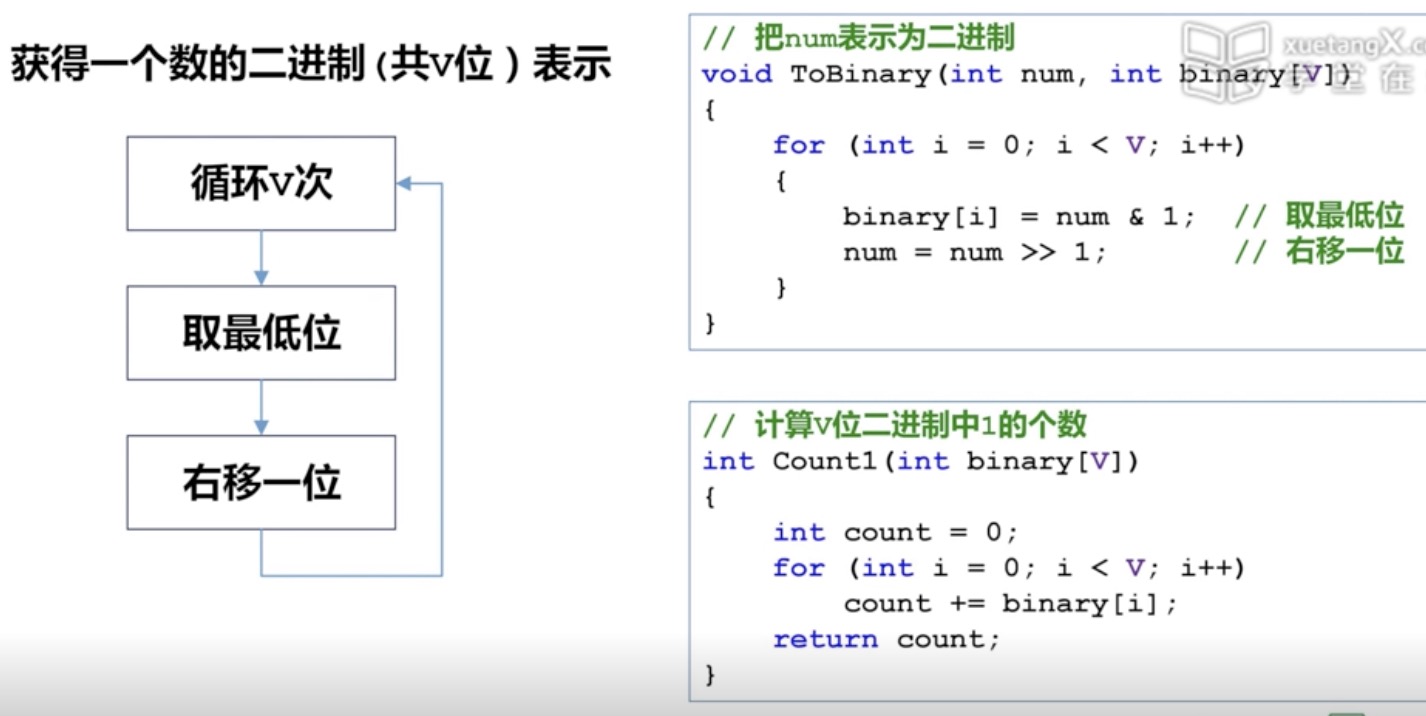 获得一个数的二进制(共V位)表示
循环V次
取最低位
右移一位
// 把num表示为二进制
void ToBinary(int num, int binary[V])
{
for (int i = 0; i < V; i++)
{
binary[i] = num & 1; // 取最低位
num = num >> 1; // 右移一位
}
}
// 计算V位二进制中1的个数
int Count1(int binary[V])
{
int count = 0;
for (int i = 0; i < V; i++)
count += binary[i];
return count;
}
xuetangX.c
学堂在